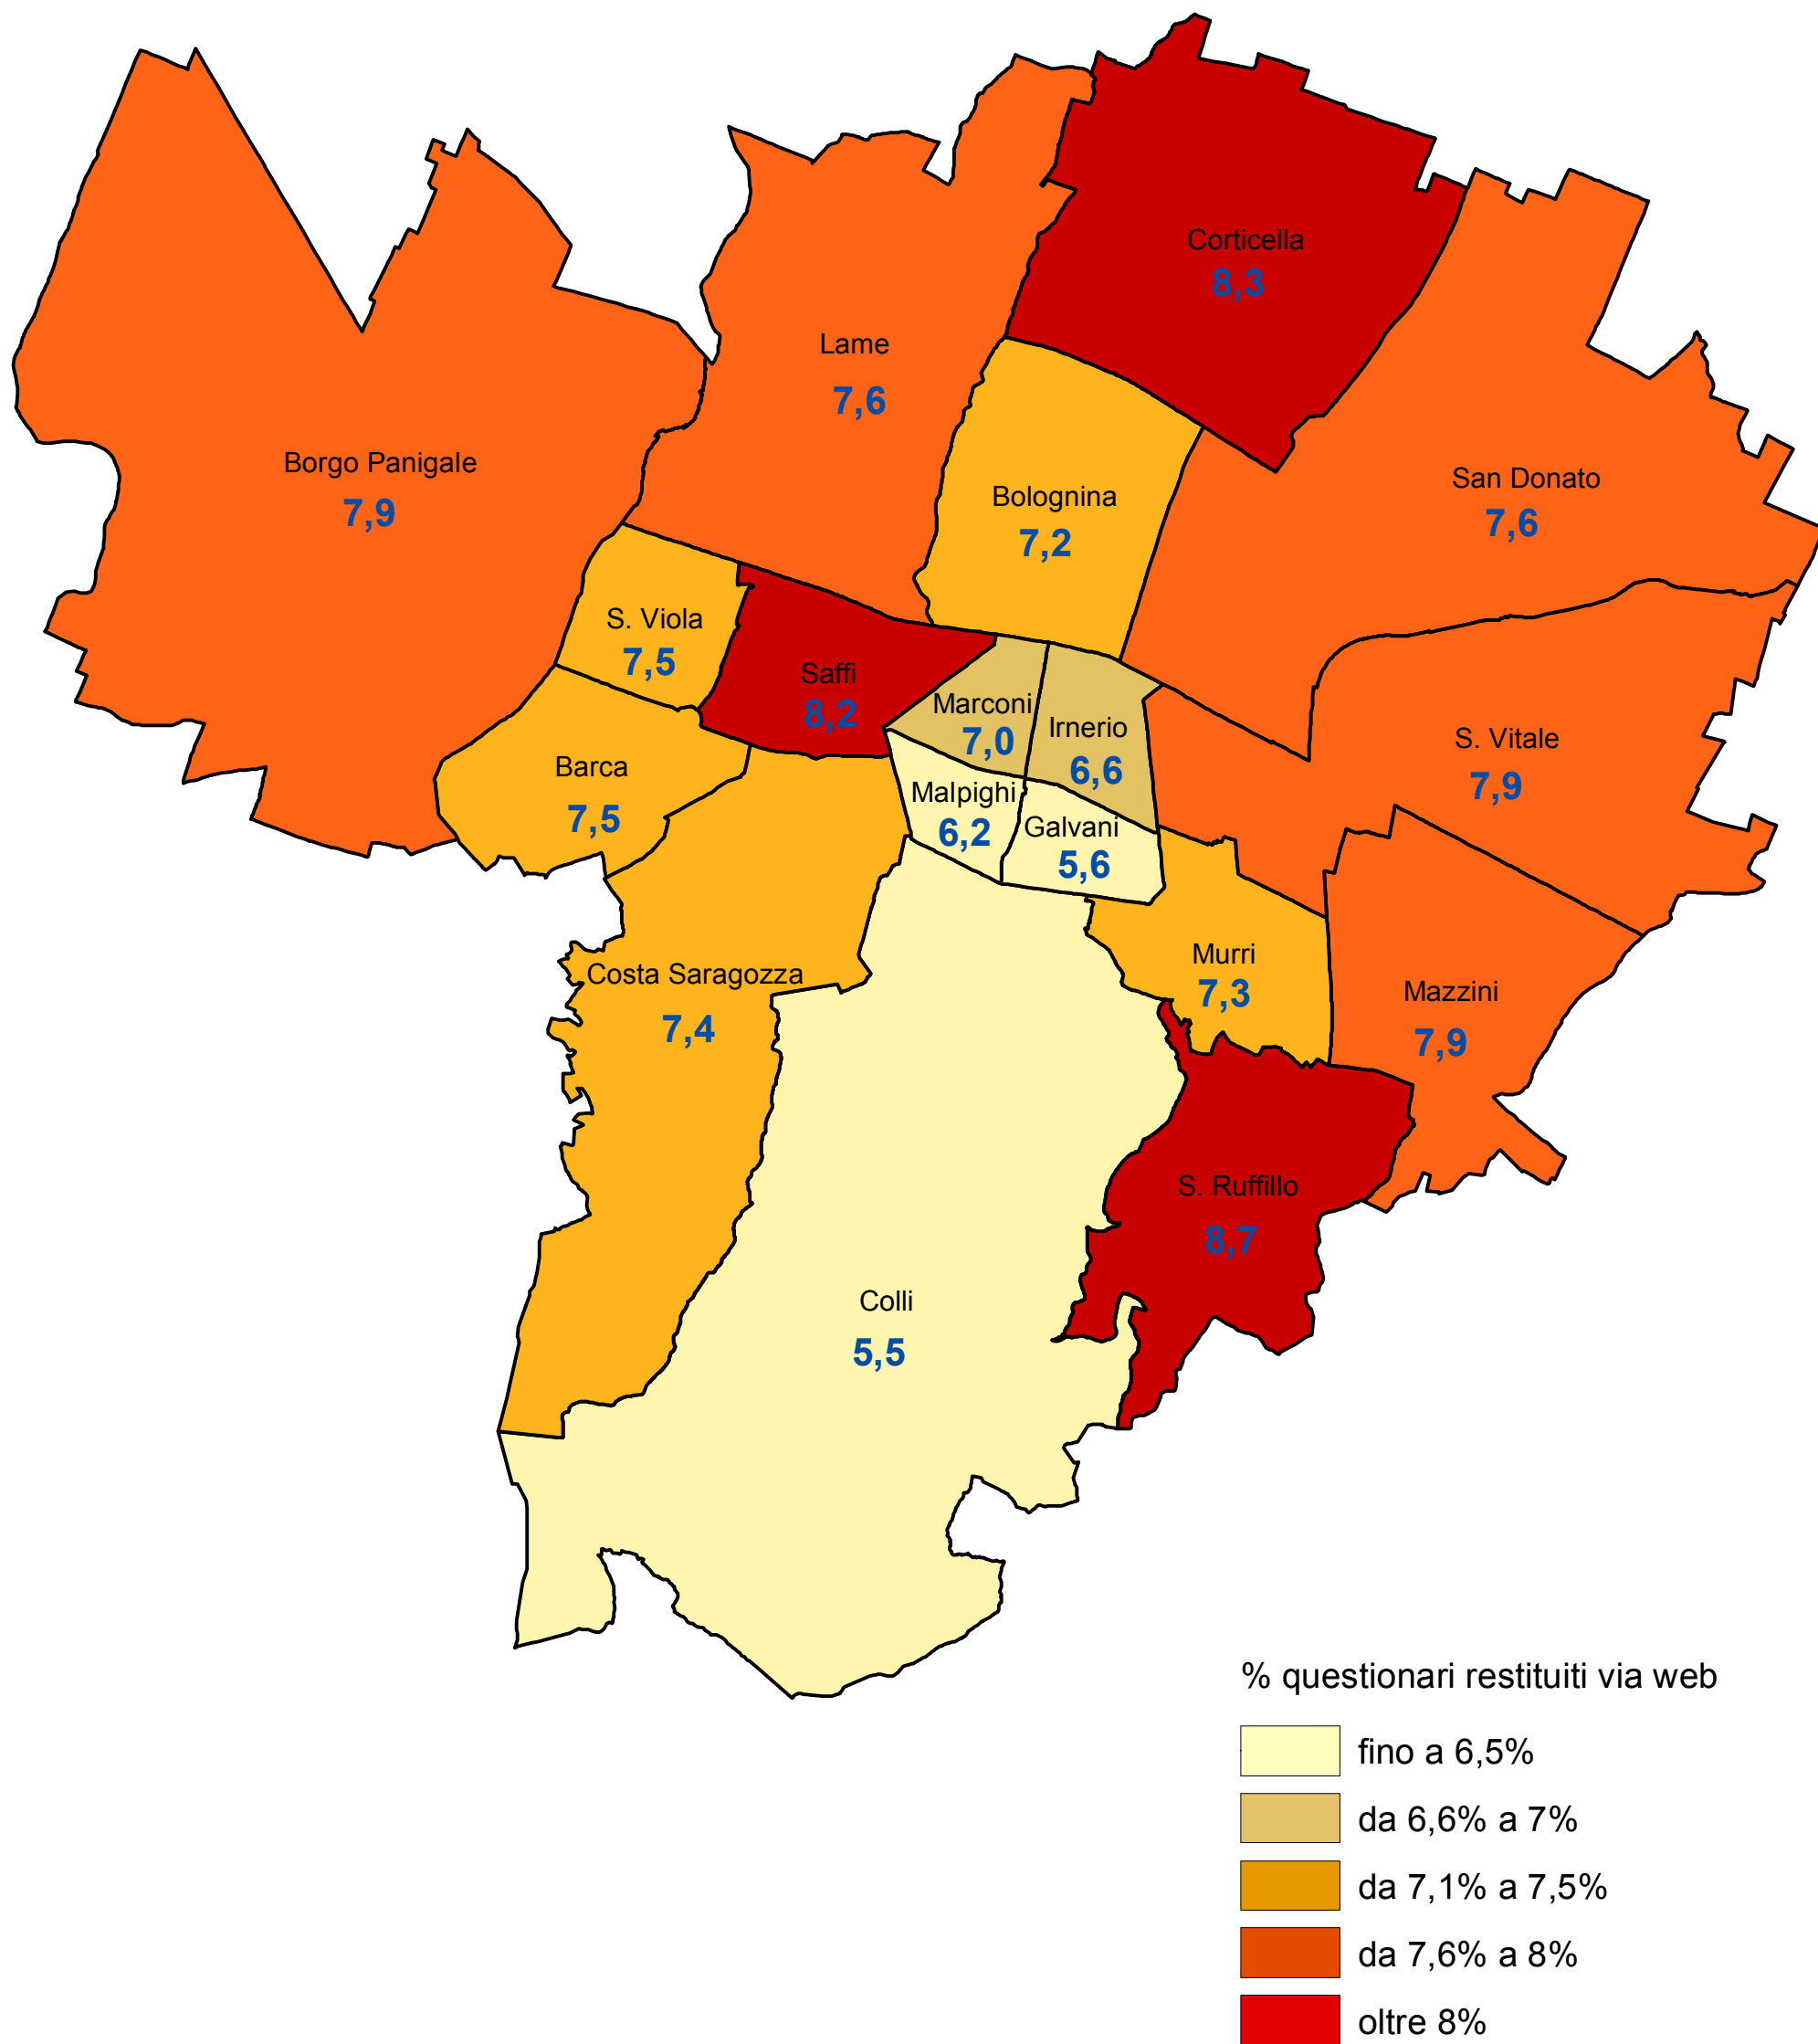 Corticella
8,3
Lame
7,6
Borgo Panigale
7,9
San Donato
7,6
Bolognina
7,2
S. Viola
7,5
Saffi
8,2
Marconi
7,0
Irnerio
6,6
S. Vitale
7,9
Barca
7,5
Malpighi
6,2
Galvani
5,6
Costa Saragozza
7,4
Murri
7,3
Mazzini
7,9
S. Ruffillo
8,7
Colli
5,5
% questionari restituiti via web
fino a 6,5%
da 6,6% a 7%
da 7,1% a 7,5%
da 7,6% a 8%
oltre 8%